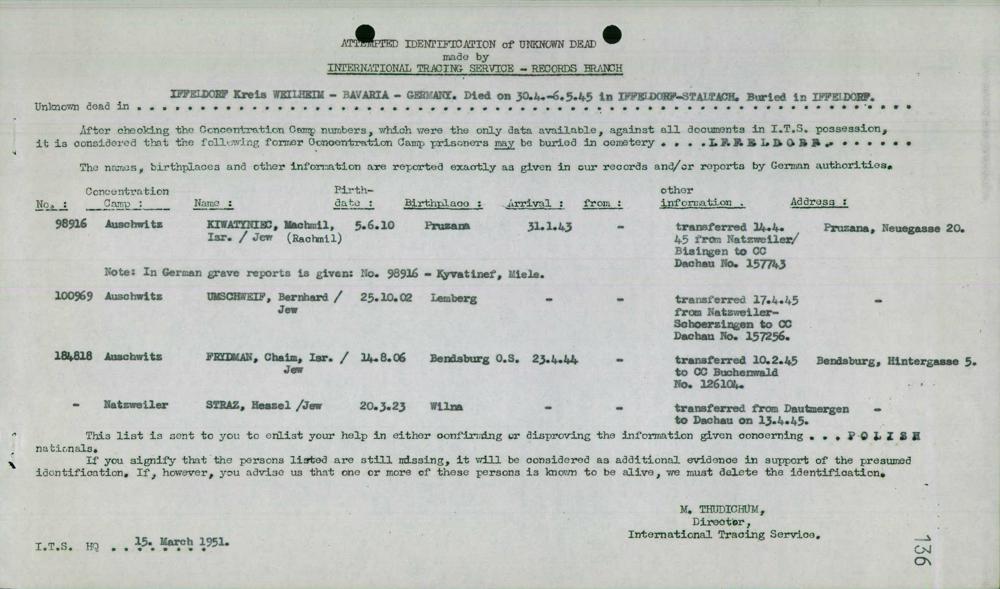 ATTEMPTED IDENTIFICATION of UNKNOWN DEAD
made by
INTERNATIONAL TRACING SERVICE - RECORDS BRANCH
IFFELDORF Kreis WEILHEIM - BAVARIA - GERMANY. Died on 30.4.-6.5.45 in IFFELDORF-STALTACH. Buried in IFFELDORF.
Unknown dead in . . . . . . . . . . . . . . . . . . . . . . . . . . . . . . . . . . . . . . . . . . . .
After checking the Concentration Camp numbers, which were the only data available, against all documents in I.T.S. possession,
it is considered that the following former Concentration Camp prisoners may be buried in cemetery . . . . .IFFELDORF. . . . . . .
The names, birthplaces and other information are reported exactly as given in our records and/or reports by German authorities.
Concentration Birth- other
No. : Camp : Name : date : Birthplace : Arrival : from : information . Address :
98916 Auschwitz KIWATYNIEC, Machmil, 5.6.10 Pruzana 31.1.43 - transferred 14.4. Pruzana, Neuegasse 20.
Isr. / Jew (Rachmil) 45 from Natzweiler/
Bisingen to CC
Dachau No. 157743
Note: In German grave reports is given: No. 98916 - Kyvatinef, Miele.
100969 Auschwitz UMSCHWEIF, Bernhard / 25.10.02 Lemberg - - transferred 17.4.45 -
Jew from Natzweiler-
Schoerzingen to CC
Dachau No. 157256.
184818 Auschwitz FRYDMAN, Chaim, Isr. / 14.8.06 Bendsburg O.S. 23.4.44 - transferred 10.2.45 Bendsburg, Hintergasse 5.
Jew to CC Buchenwald
No. 126104.
- Natzweiler STRAZ, Hessel /Jew 20.3.23 Wilna - - transferred from Dautmergen -
to Dachau on 13.4.45.
This list is sent to you to enlist your help in either confirming or disproving the information given concerning . . . POLISH
nationals.
If you signify that the persons listed are still missing, it will be considered as additional evidence in support of the presumed
identification. If, however, you advise us that one or more of these persons is known to be alive, we must delete the identification.
M. THUDICHUM,
Director,
International Tracing Service.
I.T.S. HQ . . 15. March 1951.
136